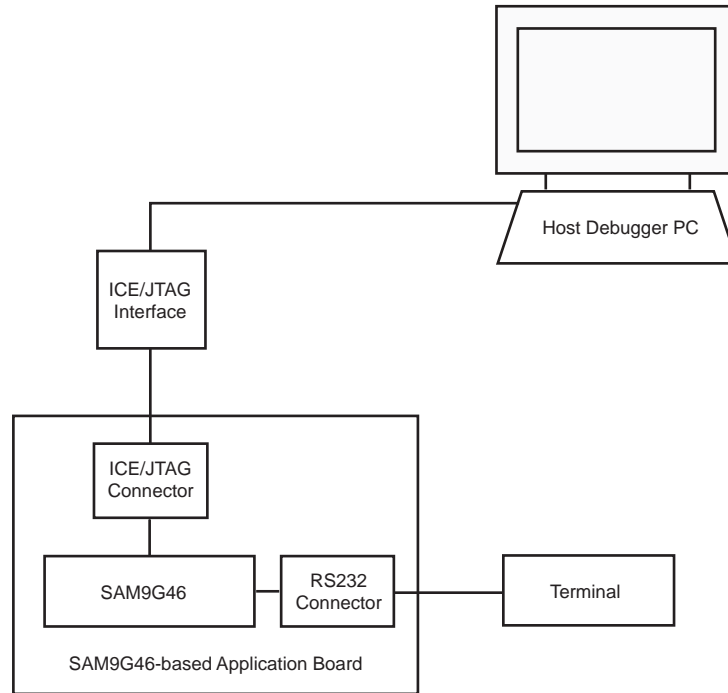 Host Debugger PC
ICE/JTAG
Interface
ICE/JTAG
Connector
SAM9G46
RS232
Connector
Terminal
SAM9G46-based Application Board